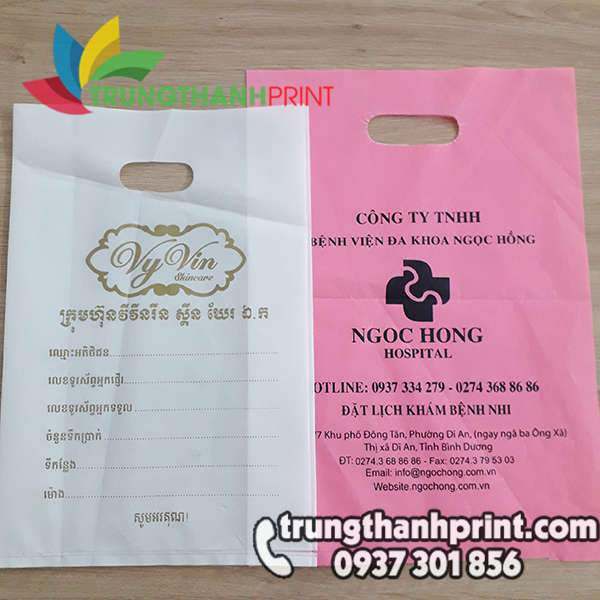 TRUNGTHANHPRINT
Vy Vin
Skincare
ក្រុមហ៊ុនវីវីនរីន ស្គីន ឃែរ ឯ.ក
ឈ្មោះអតិថិជន
លេខទូរស័ព្ទអ្នកផ្ញើរ
លេខទូរស័ព្ទអ្នកទទួល
ចំនួនទឹកប្រាក់
ទីកន្លែង
ម៉ោង
សូមអរគុណ!
CÔNG TY TNHH
BỆNH VIỆN ĐA KHOA NGỌC HỒNG
NGOC HONG
HOSPITAL
HOTLINE: 0937 334 279 - 0274 368 86 86
ĐẶT LỊCH KHÁM BỆNH NHI
/7 Khu phố Đông Tân, Phường Dĩ An, (ngay ngã ba Ông Xã)
Thị xã Dĩ An, Tỉnh Bình Dương
ĐT: 0274.3 68 86 86 - Fax: 0274.3 79 53 03
Email: info@ngochong.com.vn
Website.ngochong.com.vn
trungthanhprint.com
0937 301 856